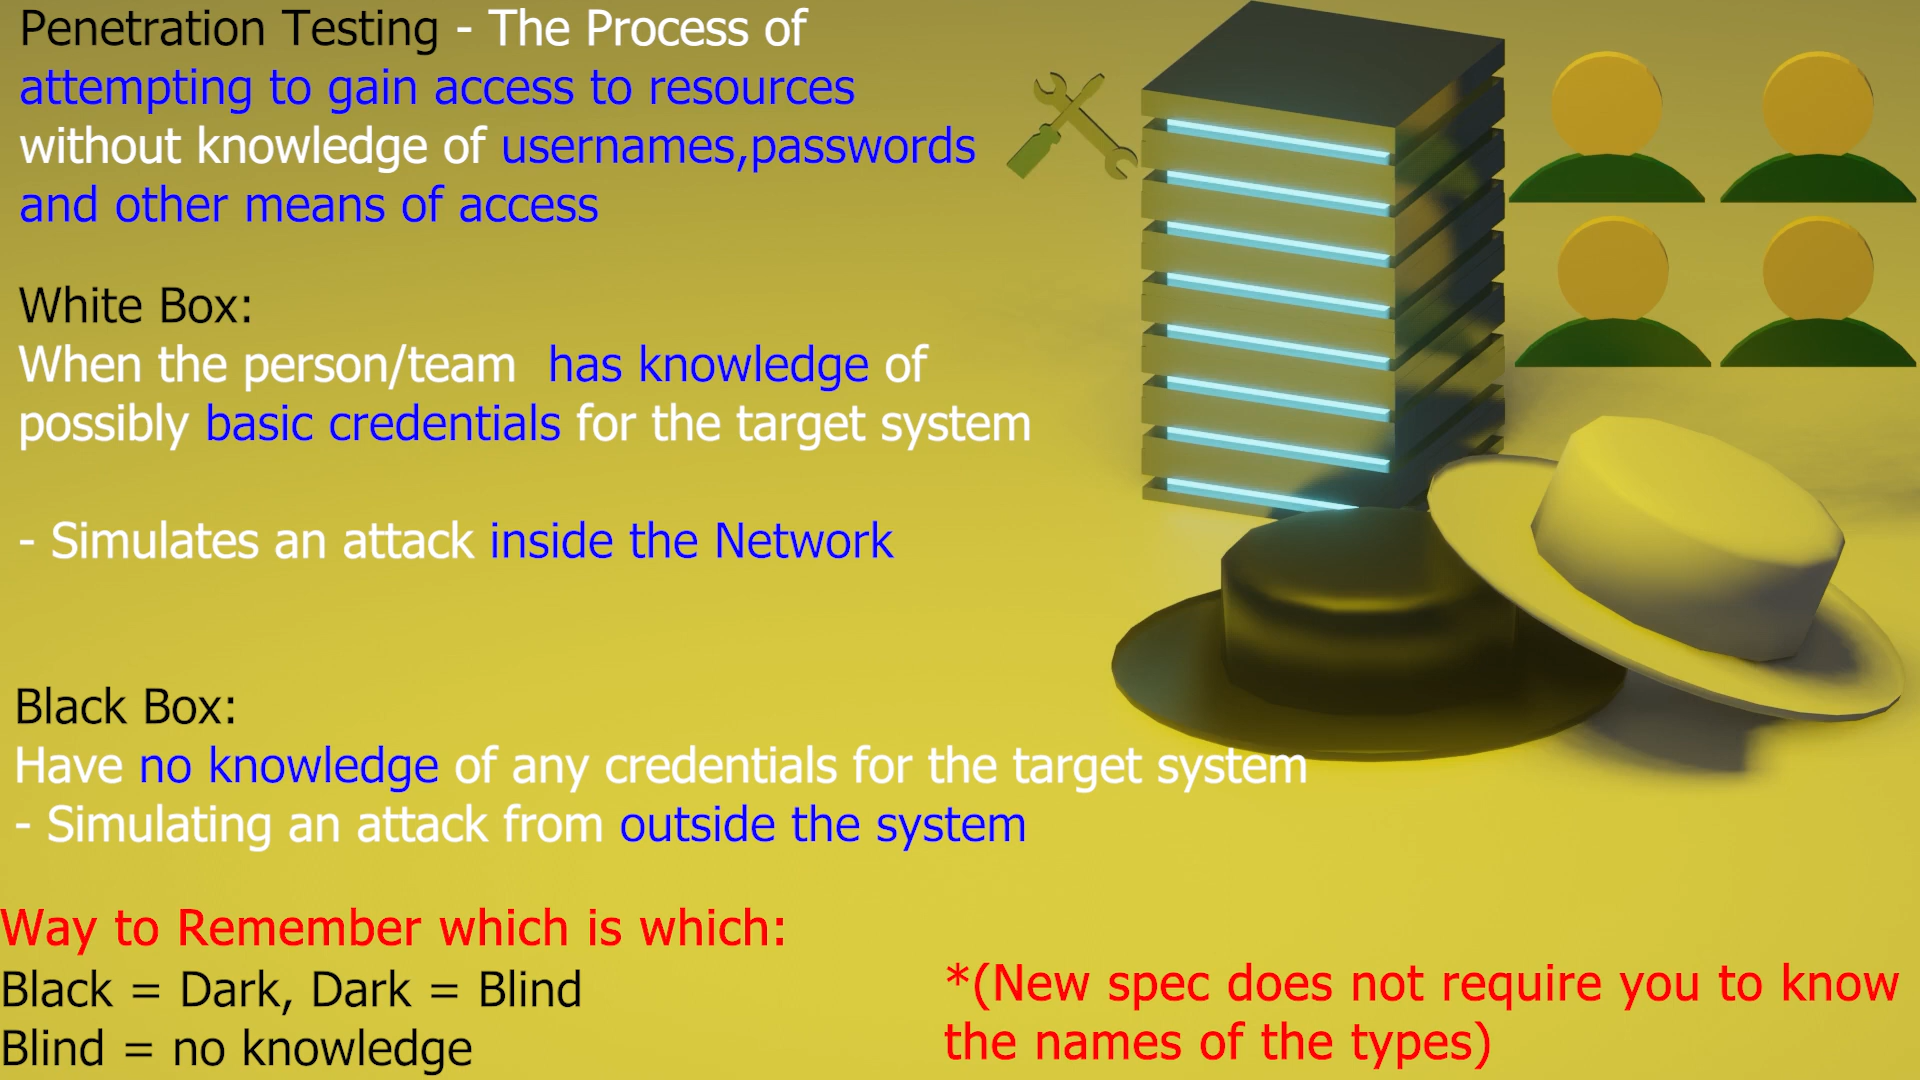 Penetration Testing - The Process of
attempting to gain access to resources
without knowledge of usernames,passwords
and other means of access
White Box:
When the person/team has knowledge of
possibly basic credentials for the target system
- Simulates an attack inside the Network
Black Box:
Have no knowledge of any credentials for the target system
- Simulating an attack from outside the system
Way to Remember which is which:
Black = Dark, Dark = Blind
Blind = no knowledge
*(New spec does not require you to know
the names of the types)